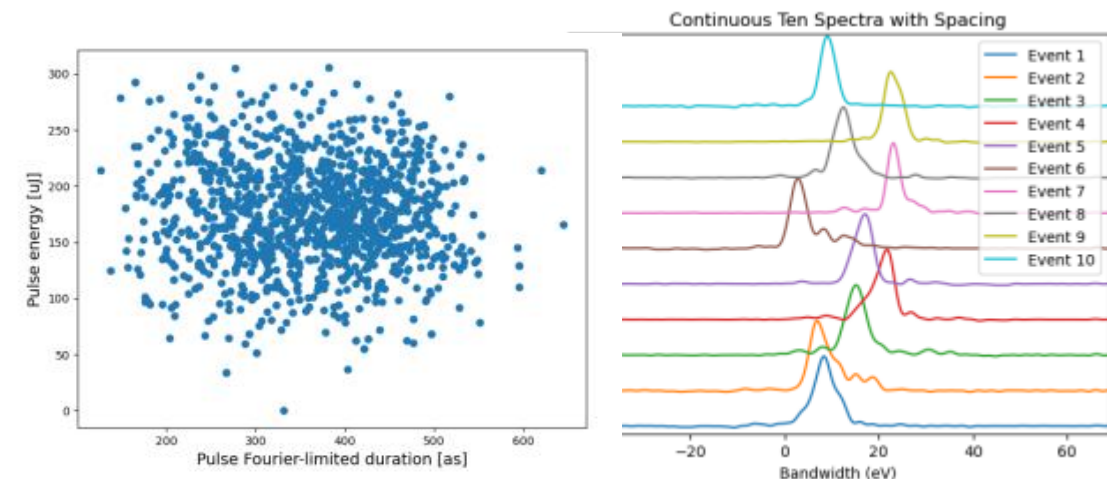 Continuous Ten Spectra with Spacing
300
250
200
150
100
50
0
Pulse energy [uJ]
200 300 400 500 600
Pulse Fourier-limited duration [as]
Event 1
Event 2
Event 3
Event 4
Event 5
Event 6
Event 7
Event 8
Event 9
Event 10
−20 0 20 40 60
Bandwidth (eV)